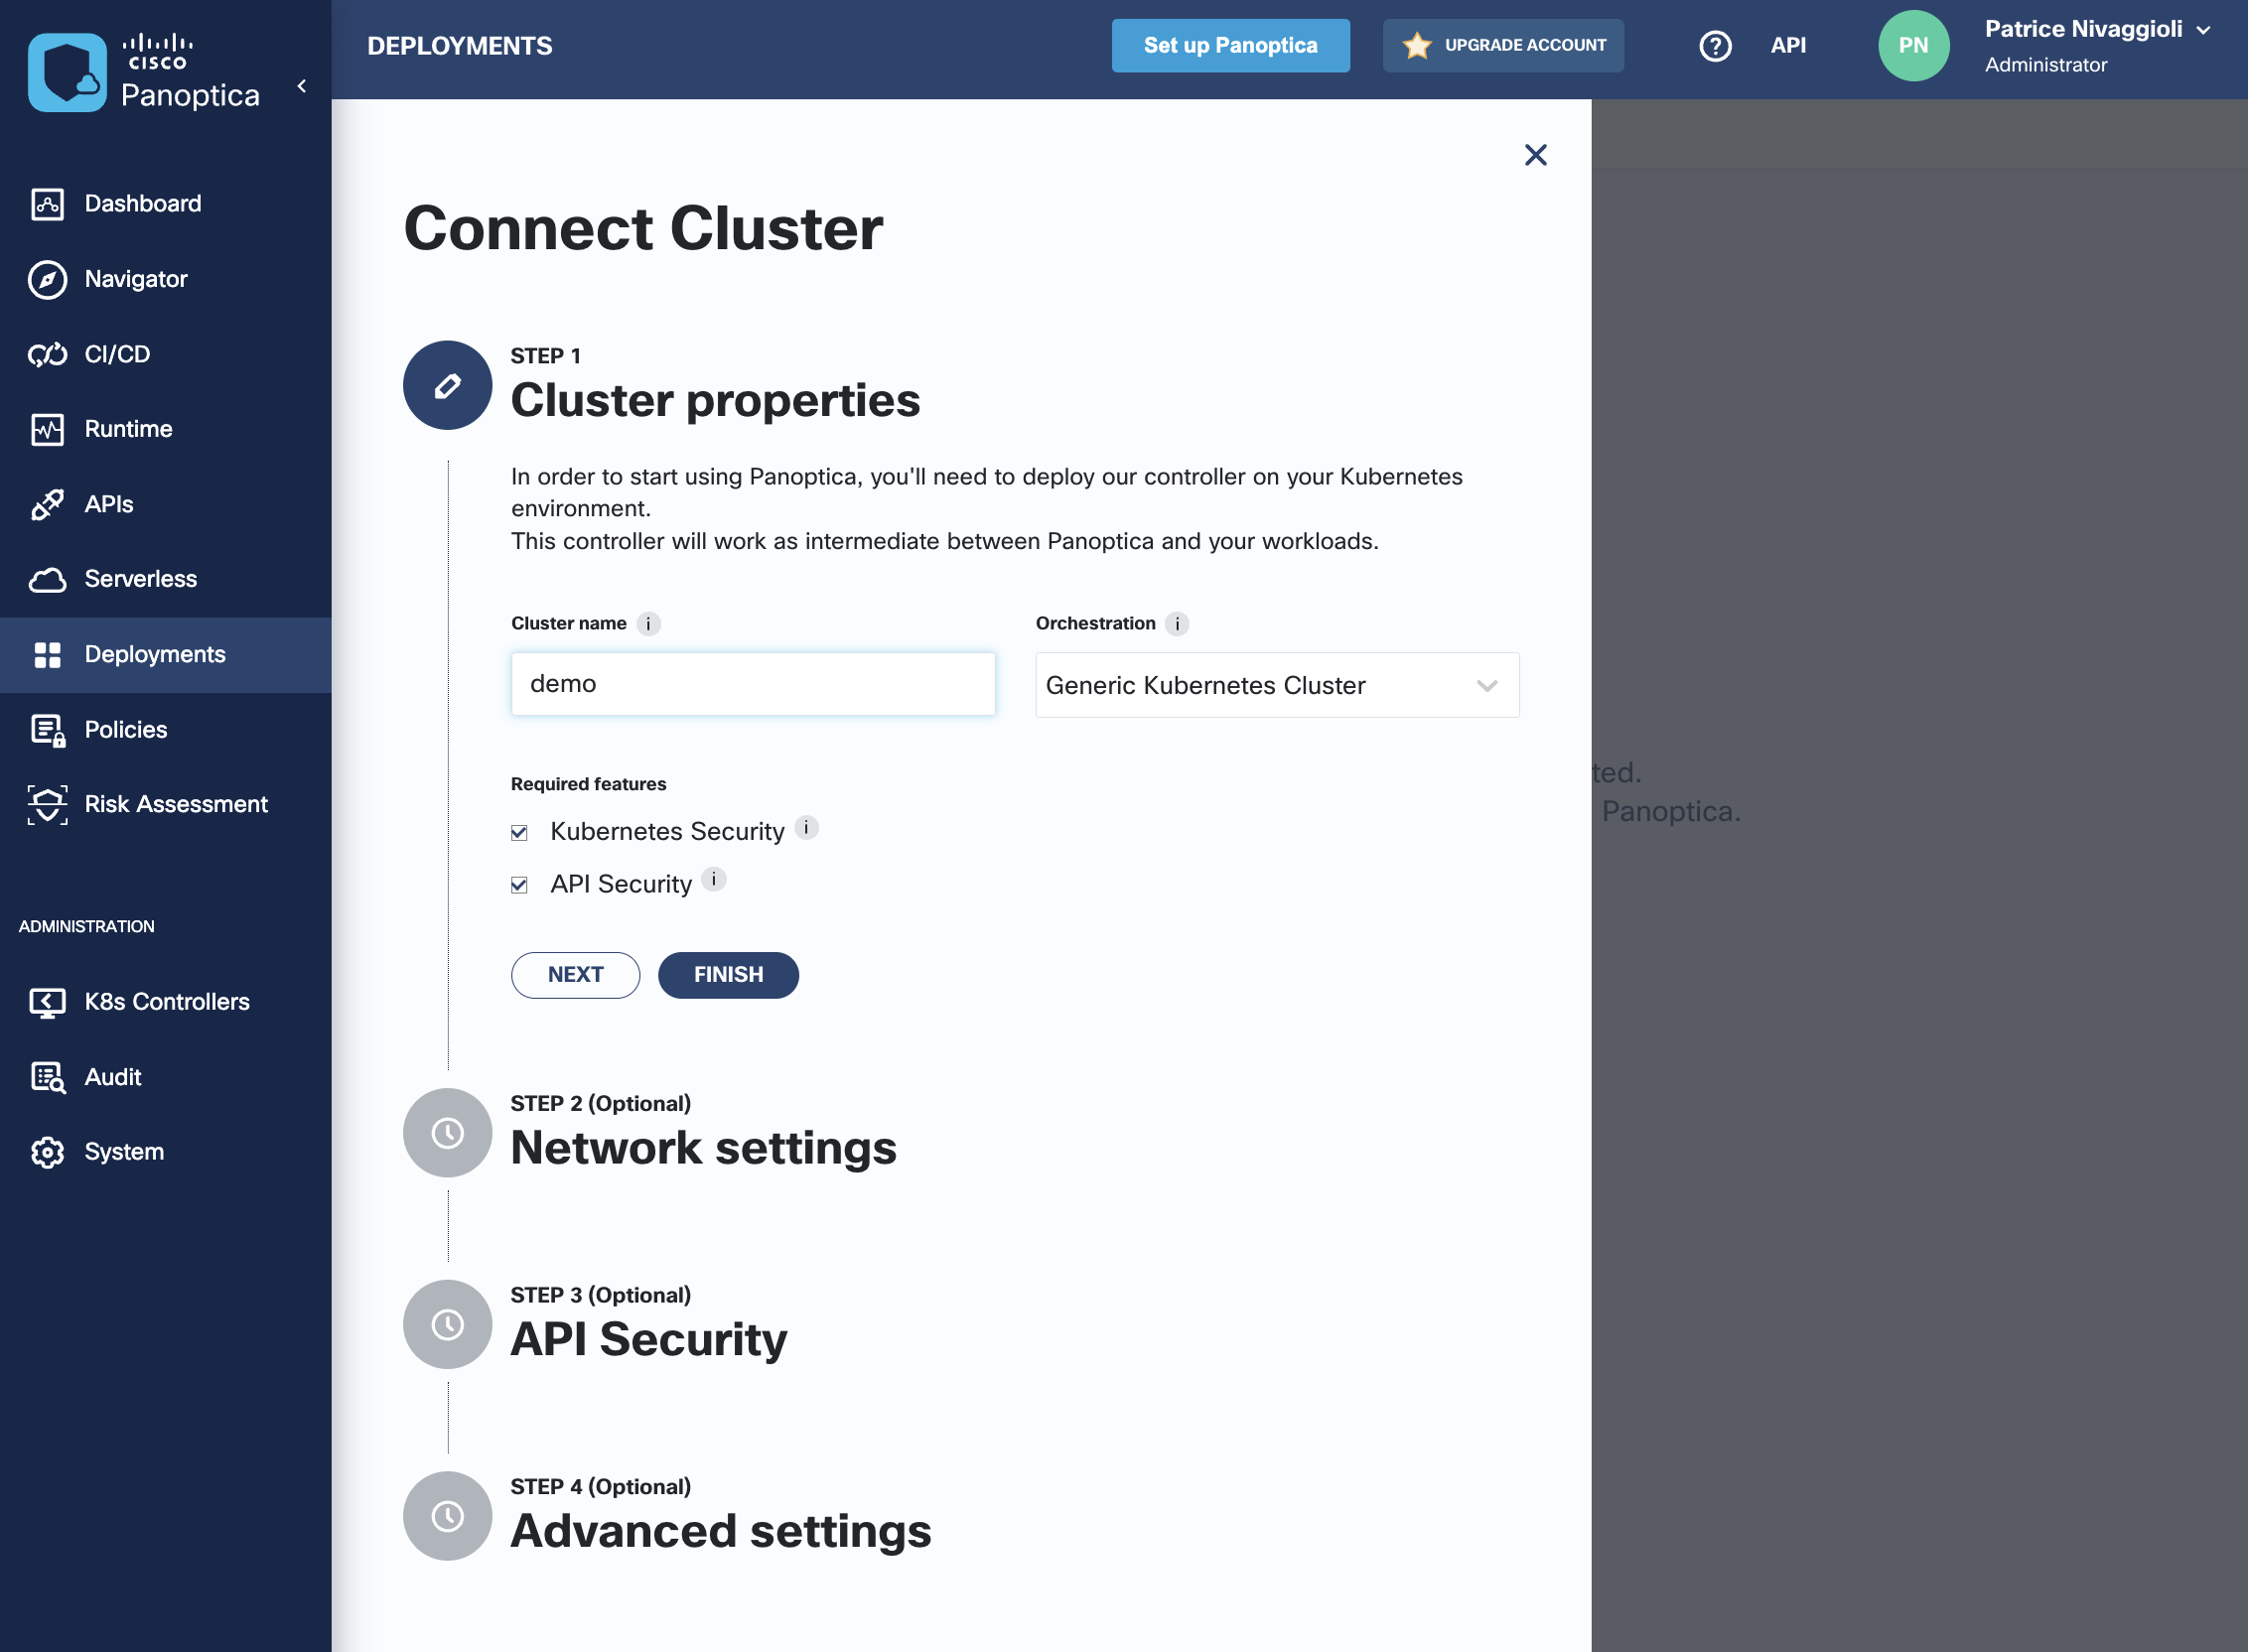 CISCO
Panoptica
Dashboard
Navigator
CI/CD
Runtime
APIs
Serverless
Deployments
Policies
Risk Assessment
ADMINISTRATION
K8s Controllers
Audit
System
DEPLOYMENTS
Set up Panoptica
UPGRADE ACCOUNT
?
API
PN
Patrice Nivaggioli
Administrator
Connect Cluster
STEP 1
Cluster properties
In order to start using Panoptica, you'll need to deploy our controller on your Kubernetes
environment.
This controller will work as intermediate between Panoptica and your workloads.
Cluster name i
Orchestration i
demo
Generic Kubernetes Cluster
Required features
Kubernetes Security i
API Security i
NEXT
FINISH
STEP 2 (Optional)
Network settings
STEP 3 (Optional)
API Security
STEP 4 (Optional)
Advanced settings
ted.
Panoptica.